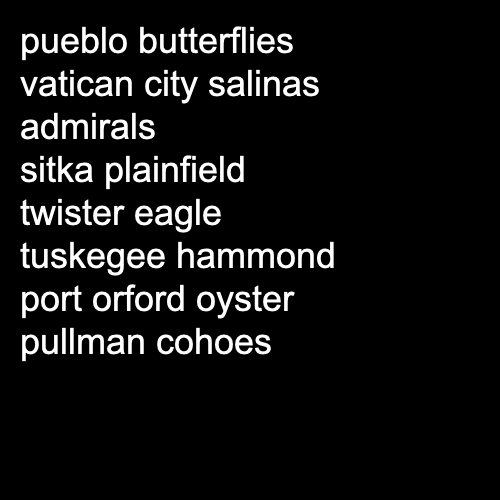 pueblo butterflies
vatican city salinas
admirals
sitka plainfield
twister eagle
tuskegee hammond
port orford oyster
pullman cohoes